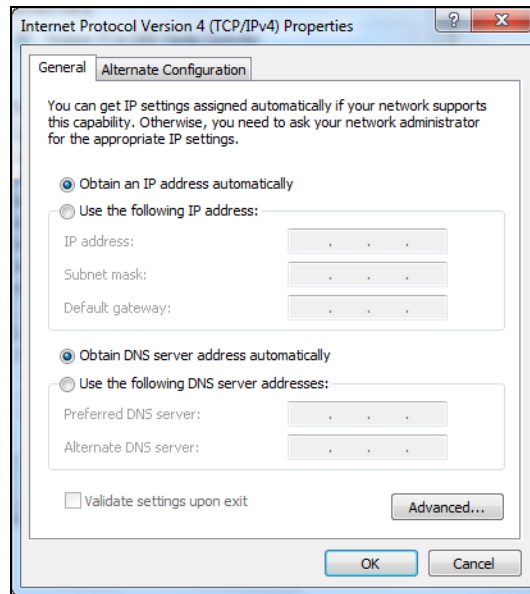 Internet Protocol Version 4 (TCP/IPv4) Properties
General
Alternate Configuration
You can get IP settings assigned automatically if your network supports
this capability. Otherwise, you need to ask your network administrator
for the appropriate IP settings.
Obtain an IP address automatically
Use the following IP address:
IP address:
Subnet mask:
Default gateway:
Obtain DNS server address automatically
Use the following DNS server addresses:
Preferred DNS server:
Alternate DNS server:
Validate settings upon exit
Advanced...
OK
Cancel